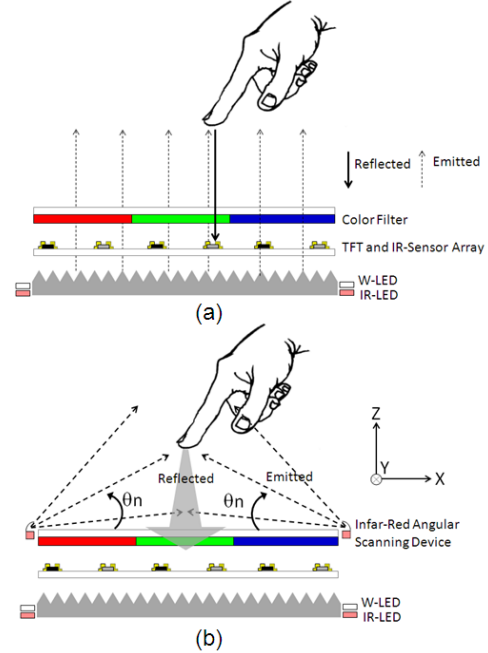 Reflected
Emitted
Color Filter
TFT and IR-Sensor Array
W-LED
IR-LED
(a)
Reflected
Emitted
θn
θn
Z
Y
X
Infar-Red Angular
Scanning Device
W-LED
IR-LED
(b)